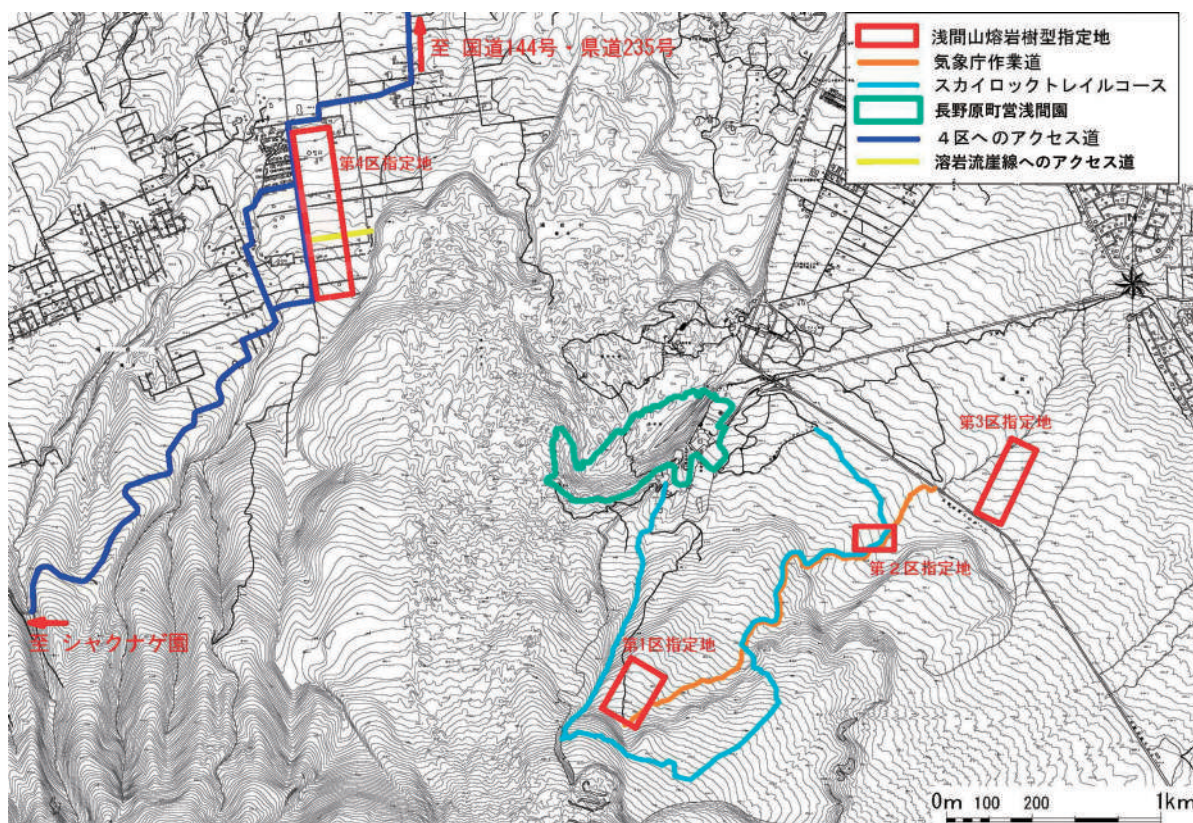 浅間山熔岩樹型指定地
気象庁作業道
スカイロックトレイルコース
長野原町営浅間園
4区へのアクセス道
溶岩流崖線へのアクセス道
至 国道144号・県道235号
第4区指定地
第3区指定地
第2区指定地
第1区指定地
至 シャクナゲ園
0m 100 200 1km